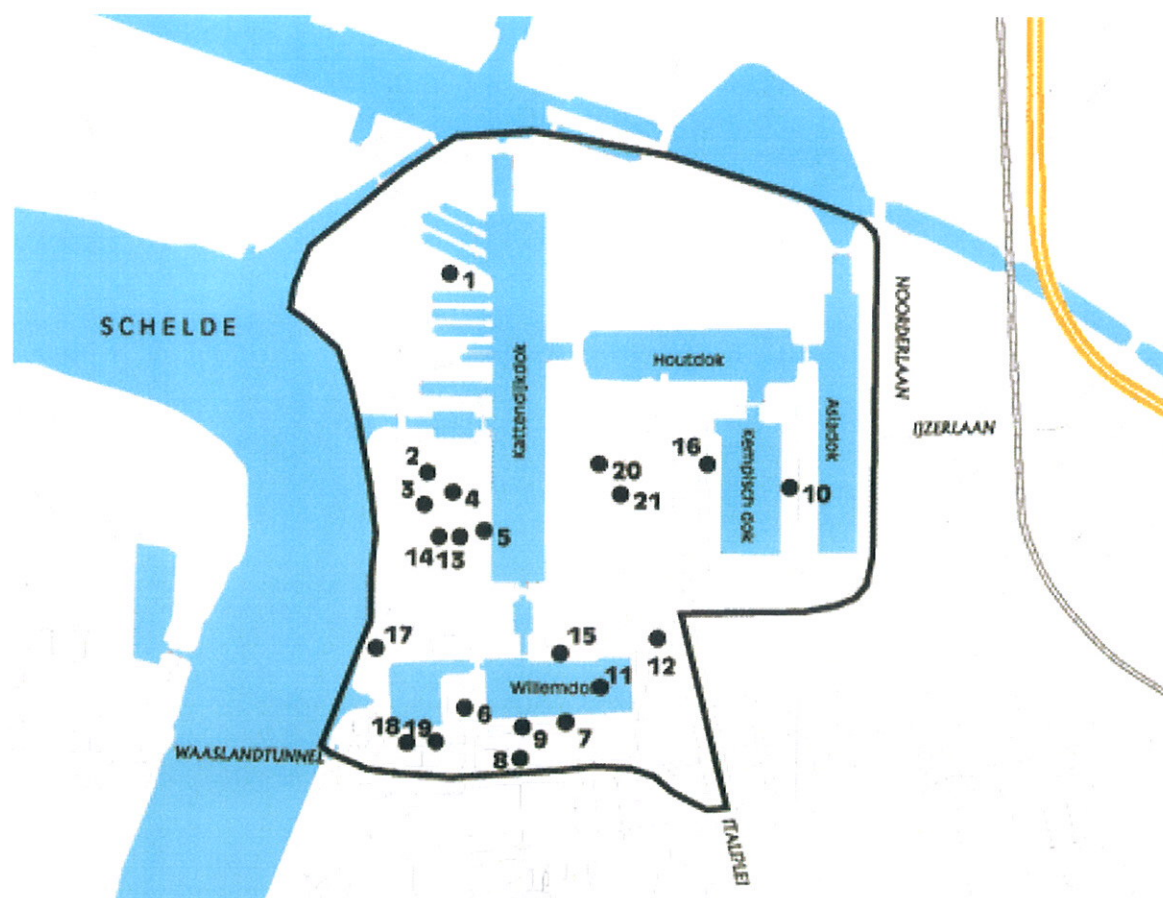 1
SCHELDE
NOORDERLAAN
Houtdok
Kattendijkdok
Asiadok
IJZERLAAN
Kempisch dok
2
20
16
3
4
21
10
5
14
13
17
15
12
11
Willemdok
6
18
19
9
7
WAASLANDTUNNEL
8
ITALIËLEI